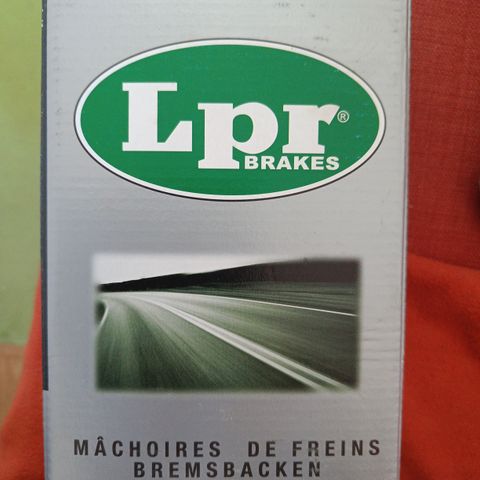 Lpr®
BRAKES
MÂCHOIRES DE FREINS
BREMSBACKEN